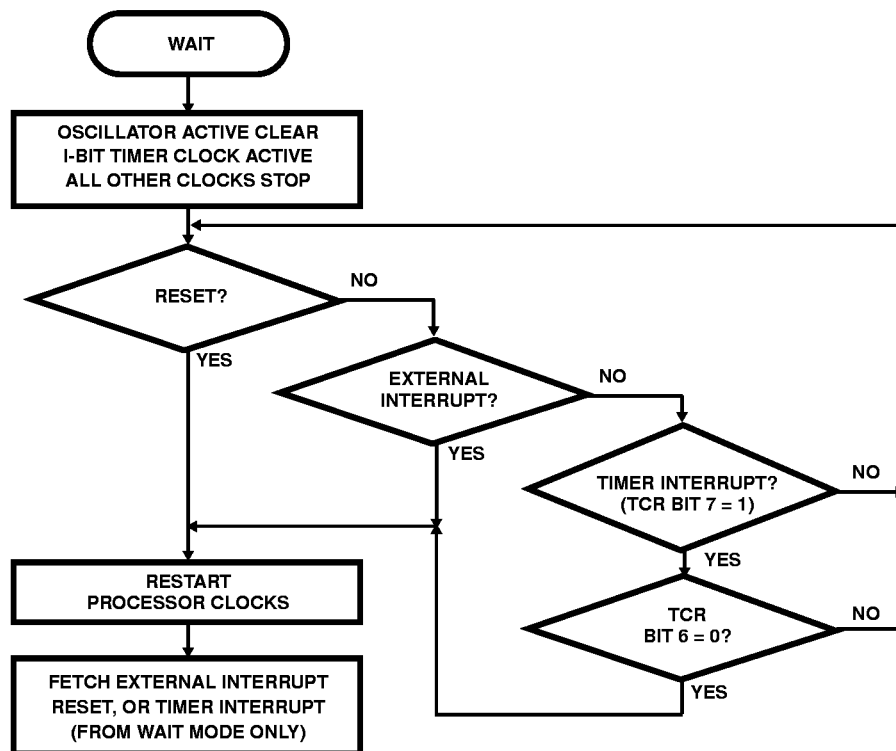 WAIT
OSCILLATOR ACTIVE CLEAR
I-BIT TIMER CLOCK ACTIVE
ALL OTHER CLOCKS STOP
RESET?
NO
YES
EXTERNAL
INTERRUPT?
NO
YES
TIMER INTERRUPT?
(TCR BIT 7 = 1)
NO
YES
TCR
BIT 6 = 0?
NO
YES
RESTART
PROCESSOR CLOCKS
FETCH EXTERNAL INTERRUPT
RESET, OR TIMER INTERRUPT
(FROM WAIT MODE ONLY)